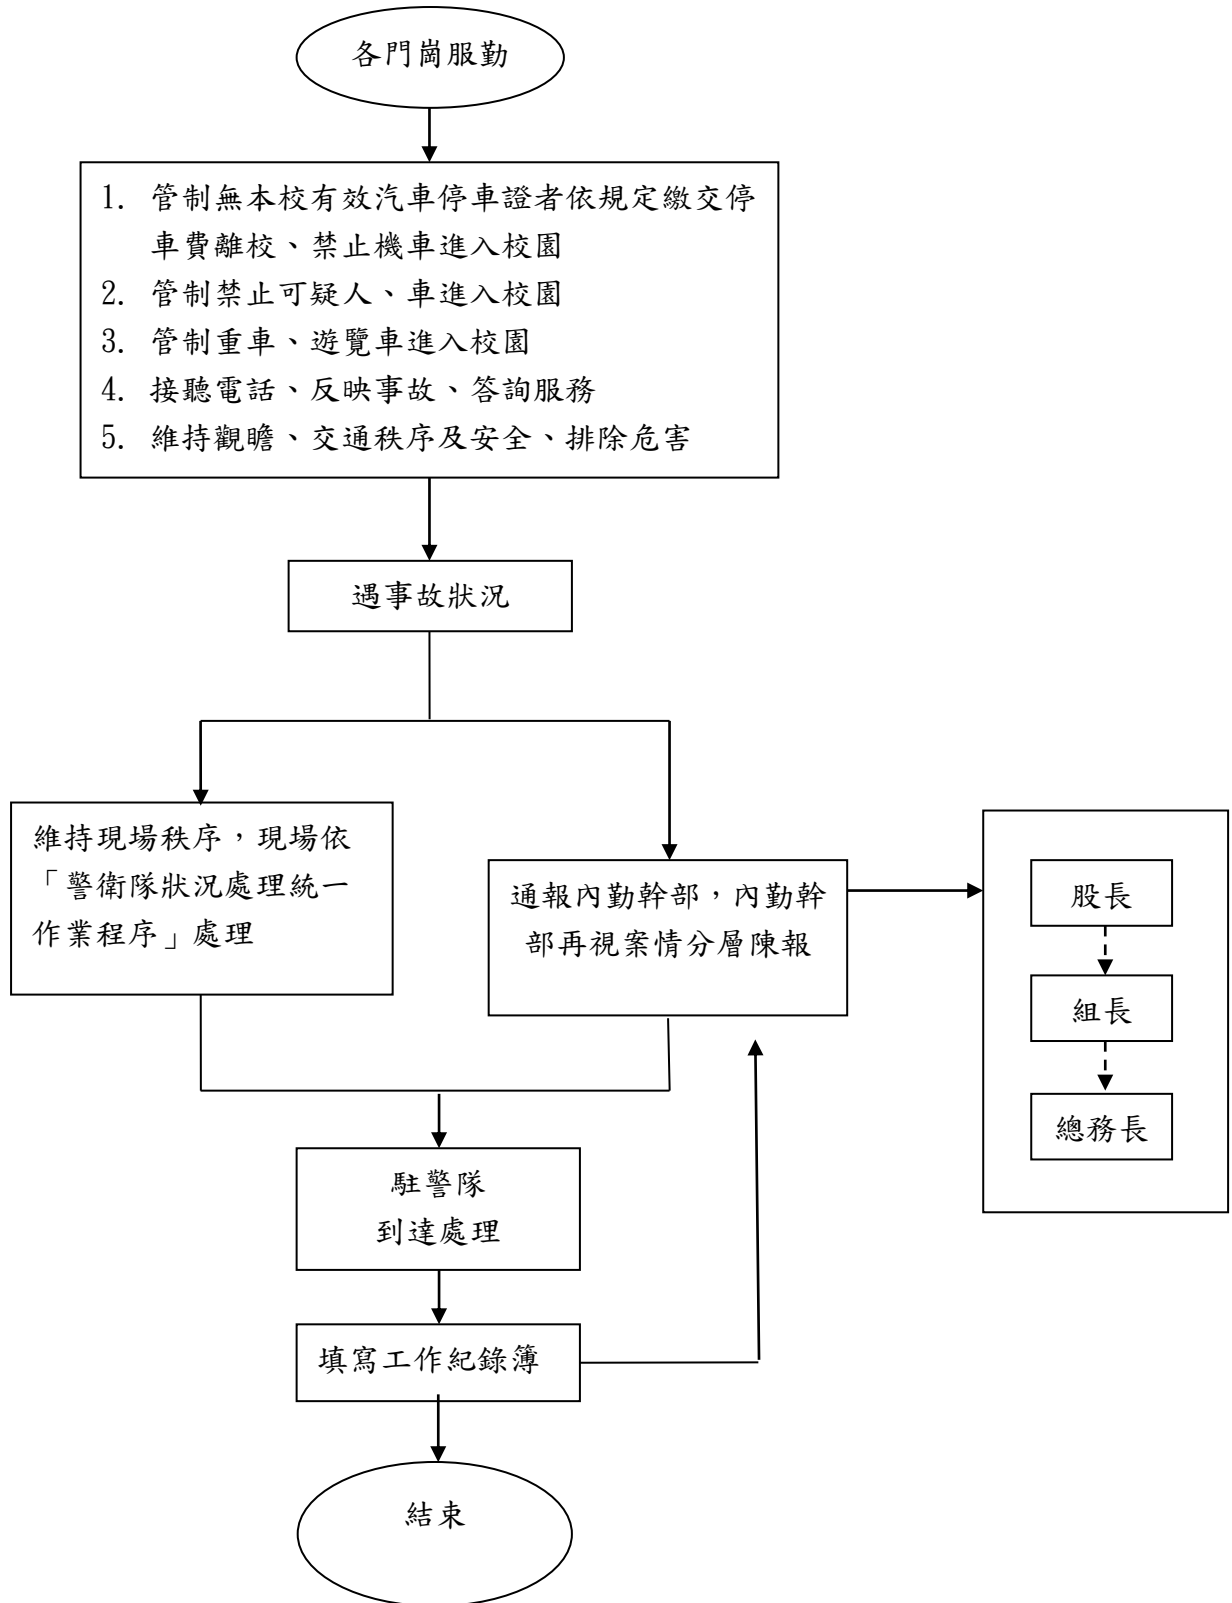 各門崗服勤
1. 管制無本校有效汽車停車證者依規定繳交停
車費離校、禁止機車進入校園
2. 管制禁止可疑人、車進入校園
3. 管制重車、遊覽車進入校園
4. 接聽電話、反映事故、答詢服務
5. 維持觀瞻、交通秩序及安全、排除危害
遇事故狀況
維持現場秩序，現場依
「警衛隊狀況處理統一
作業程序」處理
通報內勤幹部，內勤幹
部再視案情分層陳報
股長
組長
總務長
駐警隊
到達處理
填寫工作紀錄簿
結束